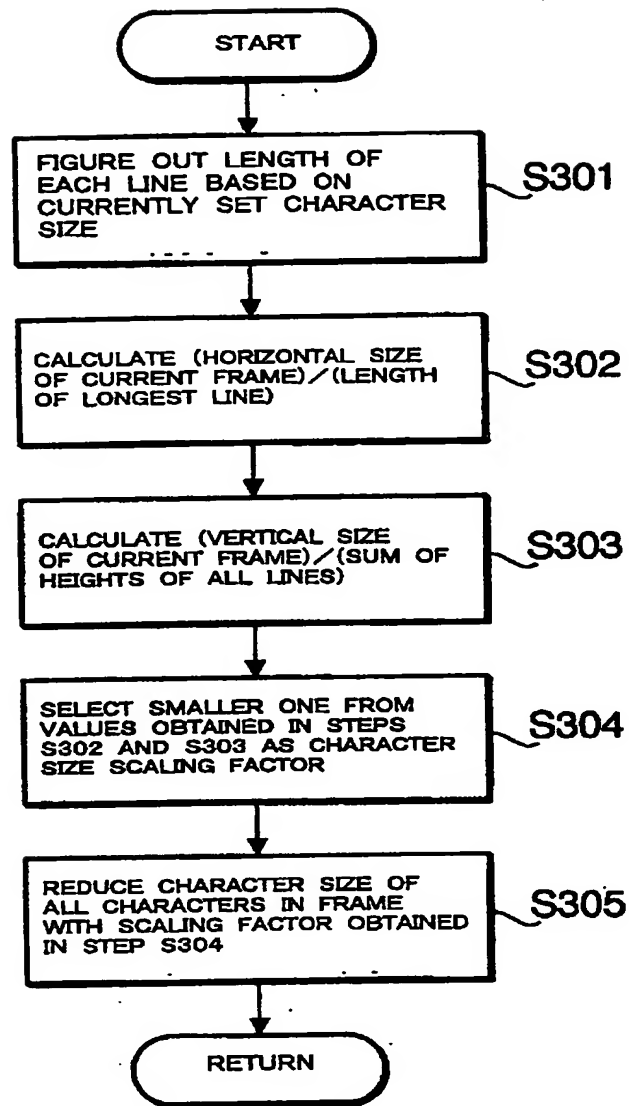 START
FIGURE OUT LENGTH OF
EACH LINE BASED ON
CURRENTLY SET CHARACTER
SIZE
S301
CALCULATE (HORIZONTAL SIZE
OF CURRENT FRAME)/(LENGTH
OF LONGEST LINE)
S302
CALCULATE (VERTICAL SIZE
OF CURRENT FRAME)/(SUM OF
HEIGHTS OF ALL LINES)
S303
SELECT SMALLER ONE FROM
VALUES OBTAINED IN STEPS
S302 AND S303 AS CHARACTER
SIZE SCALING FACTOR
S304
REDUCE CHARACTER SIZE OF
ALL CHARACTERS IN FRAME
WITH SCALING FACTOR OBTAINED
IN STEP S304
S305
RETURN